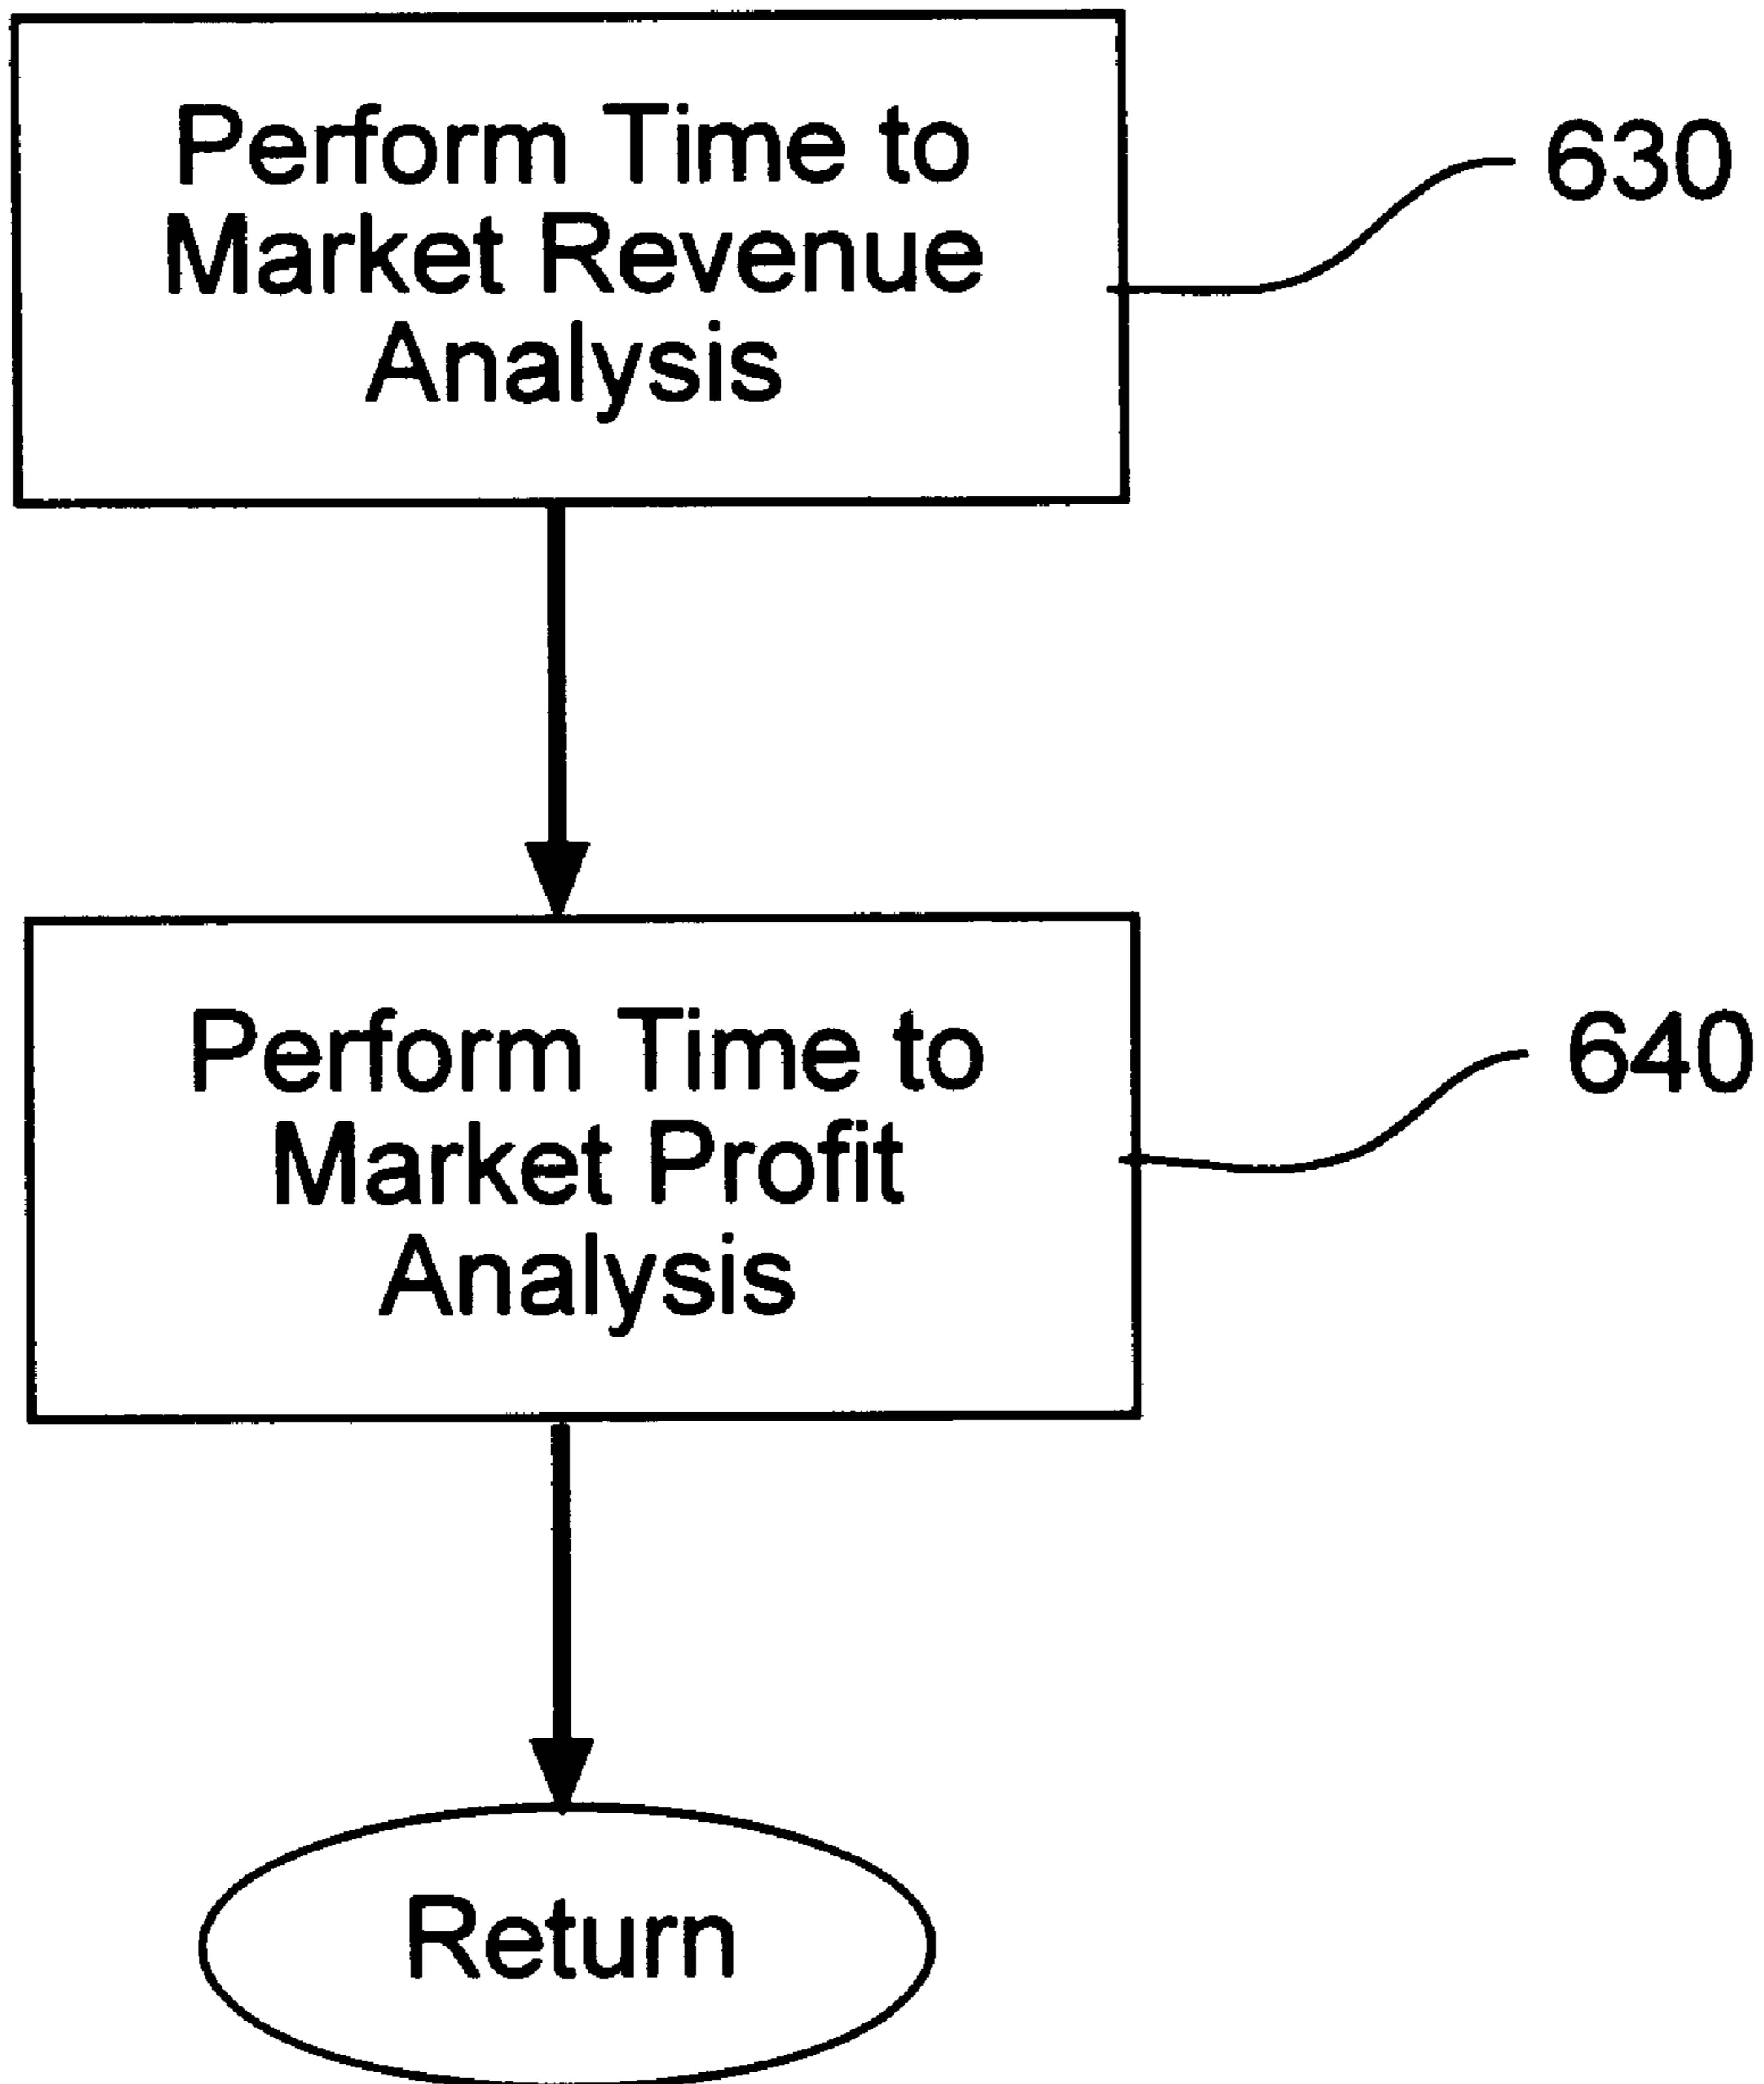 Perform Time to
Market Revenue
Analysis
630
Perform Time to
Market Profit
Analysis
640
Return